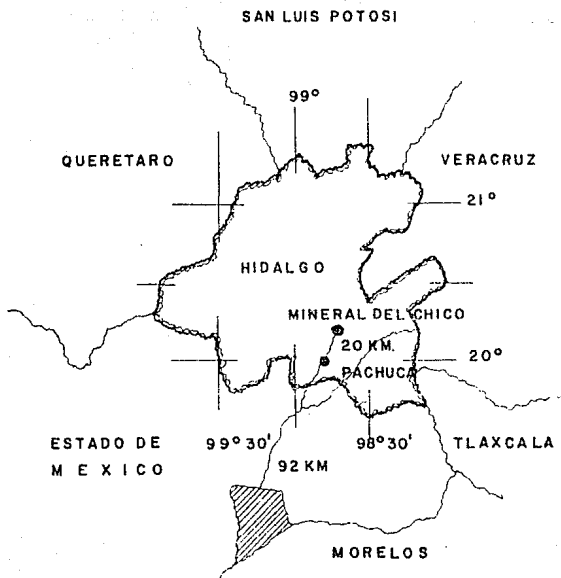 SAN LUIS POTOSI
99°
QUERETARO
VERACRUZ
21°
HIDALGO
MINERAL DEL CHICO
20 KM.
PACHUCA
20°
ESTADO DE
MEXICO
99°30'
98°30'
TLAXCALA
92 KM
MORELOS